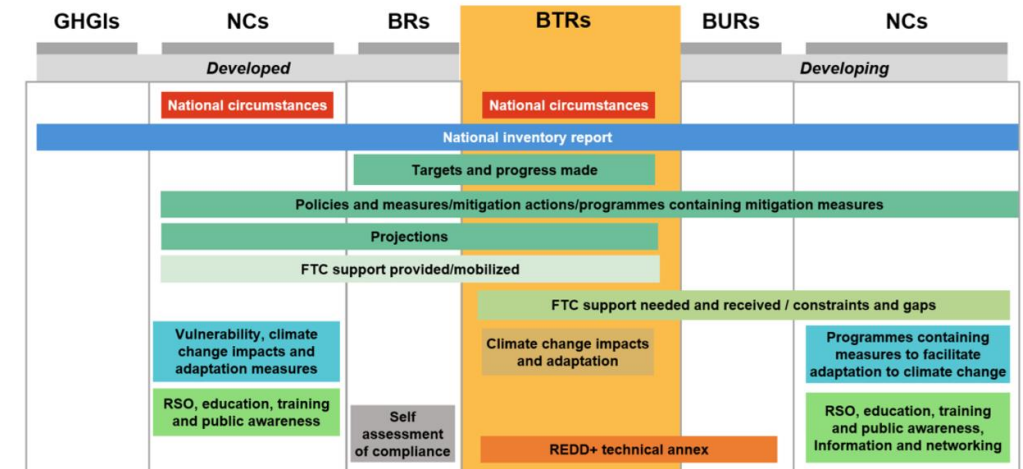 GHGIs NCs BRs BTRs BURs NCs
Developed Developing
National circumstances National circumstances
National inventory report
Targets and progress made
Policies and measures/mitigation actions/programmes containing mitigation measures
Projections
FTC support provided/mobilized
FTC support needed and received / constraints and gaps
Vulnerability, climate
change impacts and
adaptation measures
Climate change impacts
and adaptation
Programmes containing
measures to facilitate
adaptation to climate change
RSO, education, training
and public awareness
Self
assessment
of compliance
RSO, education, training
and public awareness,
Information and networking
REDD+ technical annex